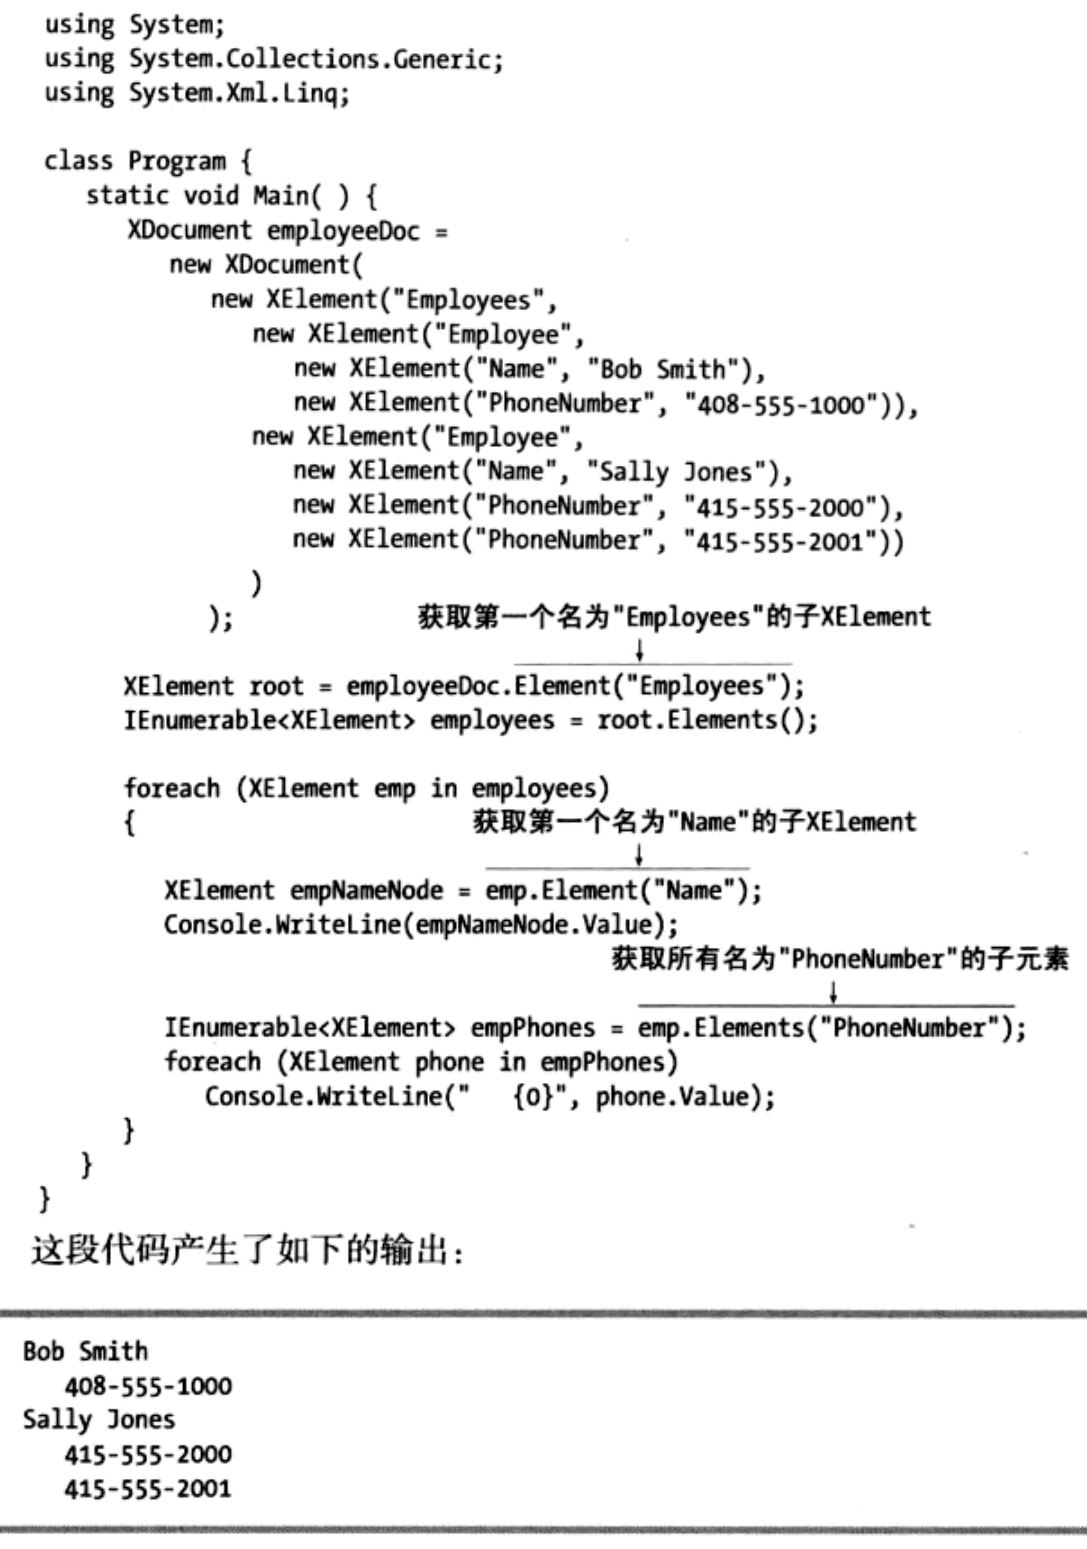 using System;
using System.Collections.Generic;
using System.Xml.Linq;

class Program {
   static void Main( ) {
      XDocument employeeDoc =
         new XDocument(
            new XElement("Employees",
               new XElement("Employee",
                  new XElement("Name", "Bob Smith"),
                  new XElement("PhoneNumber", "408-555-1000")),
               new XElement("Employee",
                  new XElement("Name", "Sally Jones"),
                  new XElement("PhoneNumber", "415-555-2000"),
                  new XElement("PhoneNumber", "415-555-2001"))
               )
            );
获取第一个名为"Employees"的子XElement
↓
      XElement root = employeeDoc.Element("Employees");
      IEnumerable<XElement> employees = root.Elements();

      foreach (XElement emp in employees)
      {
获取第一个名为"Name"的子XElement
↓
         XElement empNameNode = emp.Element("Name");
         Console.WriteLine(empNameNode.Value);
获取所有名为"PhoneNumber"的子元素
↓
         IEnumerable<XElement> empPhones = emp.Elements("PhoneNumber");
         foreach (XElement phone in empPhones)
            Console.WriteLine("   {0}", phone.Value);
      }
   }
}
这段代码产生了如下的输出：
Bob Smith
   408-555-1000
Sally Jones
   415-555-2000
   415-555-2001